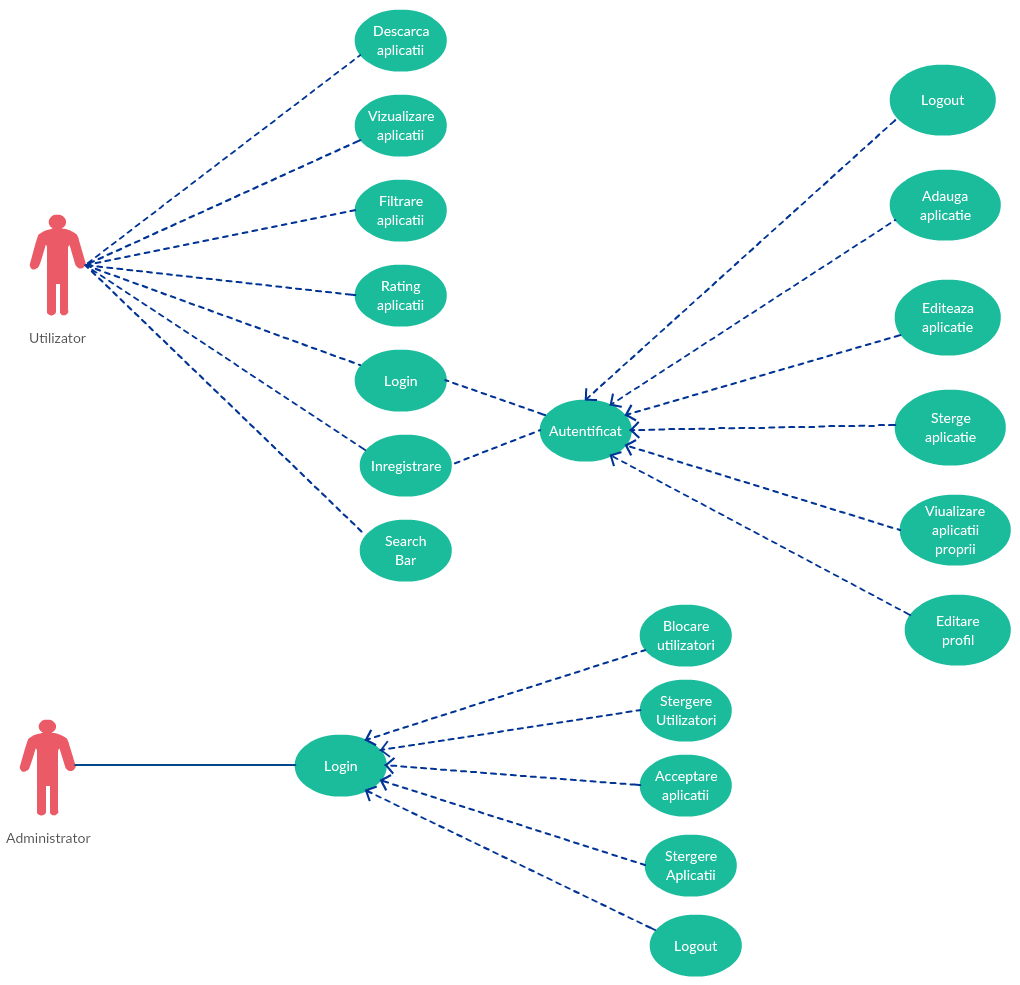 Descarca
aplicatii
Vizualizare
aplicatii
Filtrare
aplicatii
Rating
aplicatii
Login
Inregistrare
Search
Bar
Utilizator
Autentificat
Logout
Adauga
aplicatie
Editeaza
aplicatie
Sterge
aplicatie
Viualizare
aplicatii
proprii
Editare
profil
Administrator
Login
Blocare
utilizatori
Stergere
Utilizatori
Acceptare
aplicatii
Stergere
Aplicatii
Logout